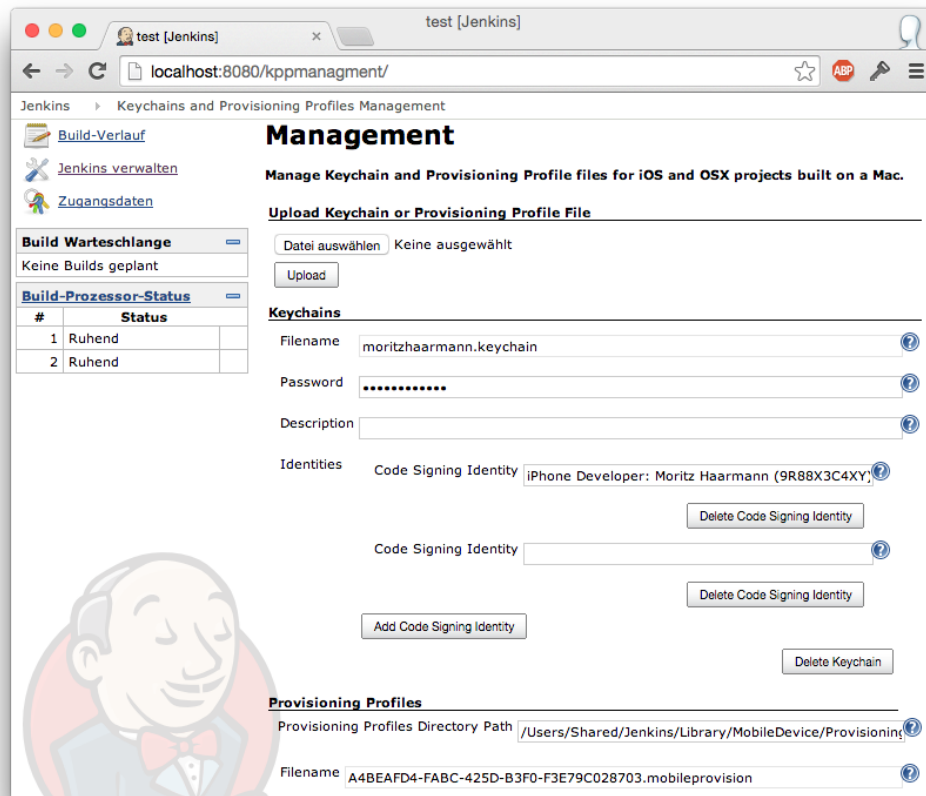 test [Jenkins]
test [Jenkins]
localhost:8080/kppmanagment/
ABP
Jenkins Keychains and Provisioning Profiles Management
Build-Verlauf
Jenkins verwalten
Zugangsdaten
Build Warteschlange
Keine Builds geplant
Build-Prozessor-Status
# Status
1 Ruhend
2 Ruhend
Management
Manage Keychain and Provisioning Profile files for iOS and OSX projects built on a Mac.
Upload Keychain or Provisioning Profile File
Datei auswählen Keine ausgewählt
Upload
Keychains
Filename moritzhaarmann.keychain
Password ••••••••••••
Description
Identities Code Signing Identity iPhone Developer: Moritz Haarmann (9R88X3C4XY)
Delete Code Signing Identity
Code Signing Identity
Delete Code Signing Identity
Add Code Signing Identity
Delete Keychain
Provisioning Profiles
Provisioning Profiles Directory Path /Users/Shared/Jenkins/Library/MobileDevice/Provisioning
Filename A4BEAFD4-FABC-425D-B3F0-F3E79C028703.mobileprovision